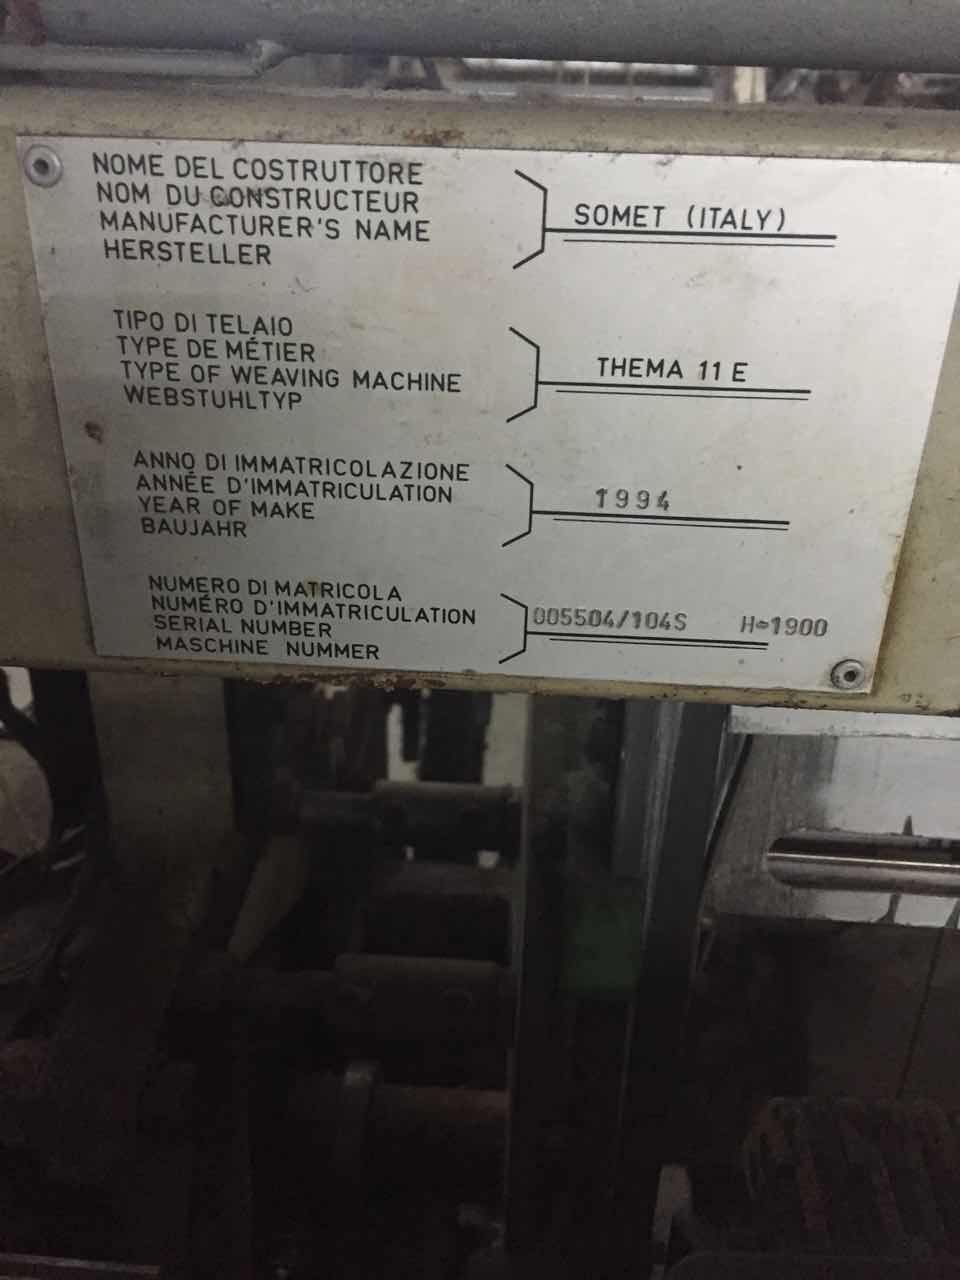 NOME DEL COSTRUTTORE
NOM DU CONSTRUCTEUR
MANUFACTURER'S NAME
HERSTELLER
SOMET (ITALY)
TIPO DI TELAIO
TYPE DE MÉTIER
TYPE OF WEAVING MACHINE
WEBSTUHLTYP
THEMA 11 E
ANNO DI IMMATRICOLAZIONE
ANNÉE D'IMMATRICULATION
YEAR OF MAKE
BAUJAHR
1994
NUMERO DI MATRICOLA
NUMÉRO D'IMMATRICULATION
SERIAL NUMBER
MASCHINE NUMMER
005504/104S H=1900